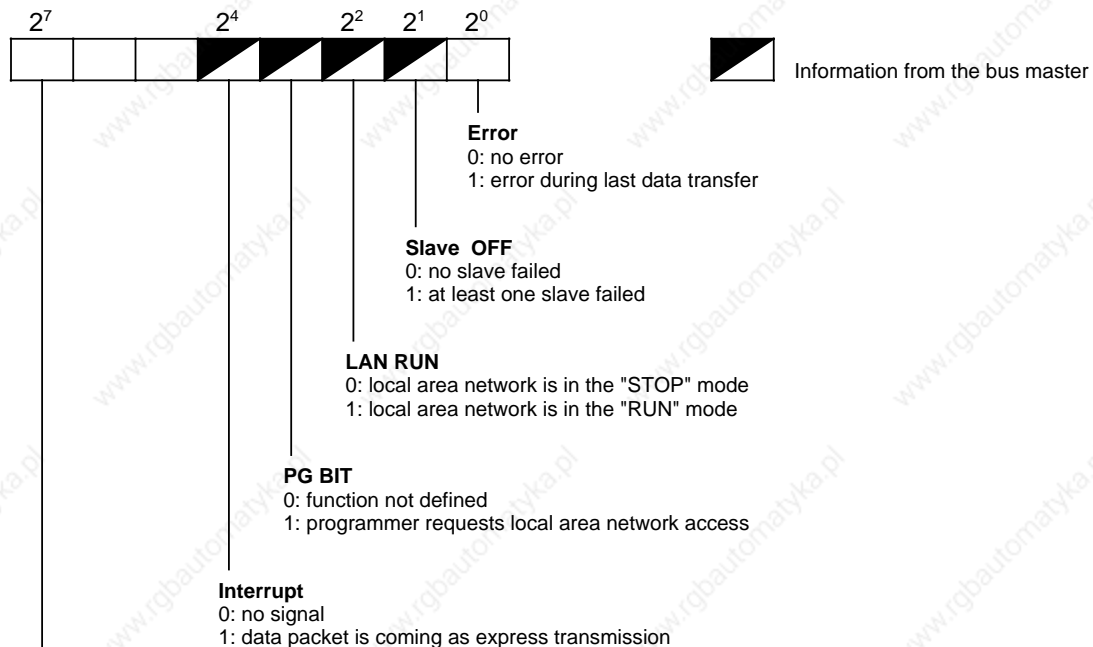 2⁷ 2⁴ 2² 2¹ 2⁰
Information from the bus master
Error
0: no error
1: error during last data transfer
Slave OFF
0: no slave failed
1: at least one slave failed
LAN RUN
0: local area network is in the "STOP" mode
1: local area network is in the "RUN" mode
PG BIT
0: function not defined
1: programmer requests local area network access
Interrupt
0: no signal
1: data packet is coming as express transmission
www.rgbautomatyka.pl